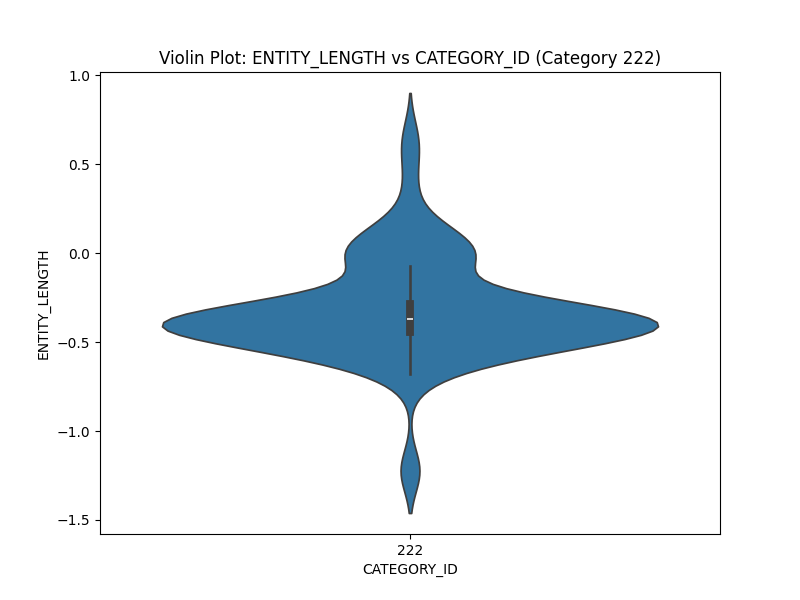 Violin Plot: ENTITY_LENGTH vs CATEGORY_ID (Category 222)
1.0
0.5
0.0
−0.5
−1.0
−1.5
ENTITY_LENGTH
222
CATEGORY_ID